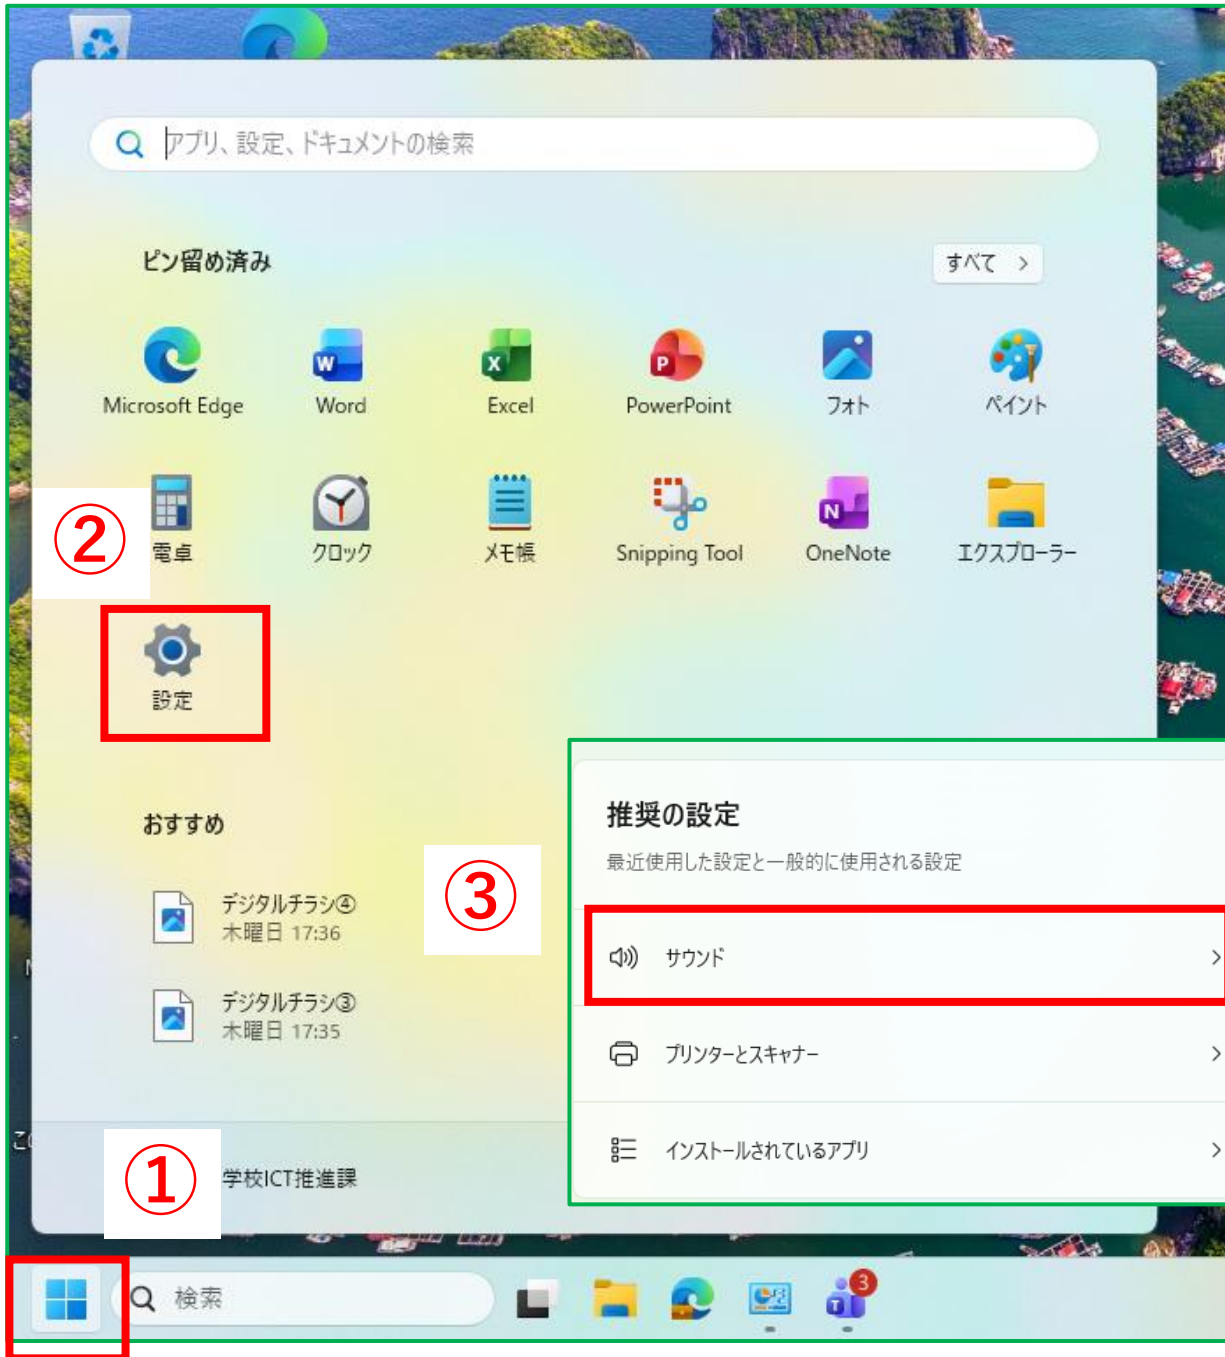 アプリ、設定、ドキュメントの検索
ピン留め済み
すべて
Microsoft Edge
Word
Excel
PowerPoint
フォト
ペイント
②
電卓
クロック
メモ帳
Snipping Tool
OneNote
エクスプローラー
設定
おすすめ
デジタルチラシ④
木曜日 17:36
デジタルチラシ③
木曜日 17:35
③
推奨の設定
最近使用した設定と一般的に使用される設定
サウンド
プリンターとスキャナー
インストールされているアプリ
①
学校ICT推進課
検索
3